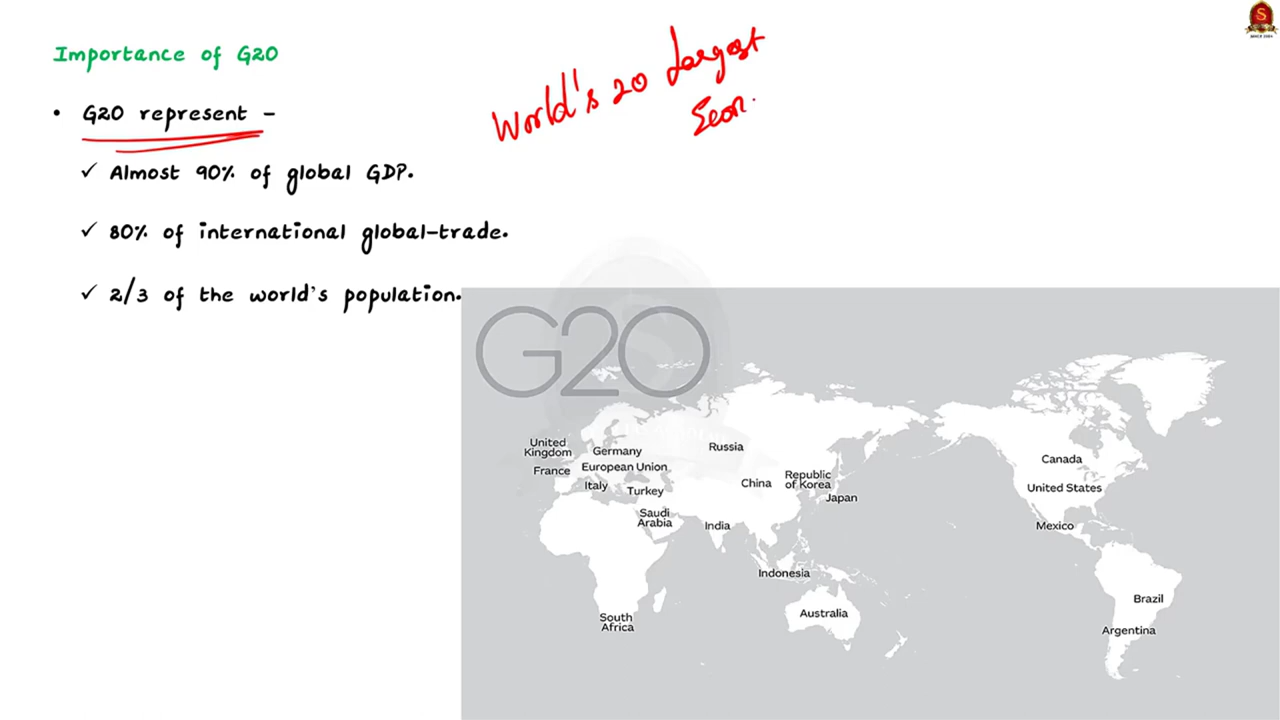 Importance of G20
World's 20 Largest
Econ.
• G20 represent -
✓ Almost 90% of global GDP.
✓ 80% of international global-trade.
✓ 2/3 of the world's population.
G20
United
Kingdom
Germany
France
European Union
Italy
Turkey
Saudi
Arabia
Russia
China
Republic
of Korea
Japan
India
Indonesia
South
Africa
Australia
Canada
United States
Mexico
Brazil
Argentina